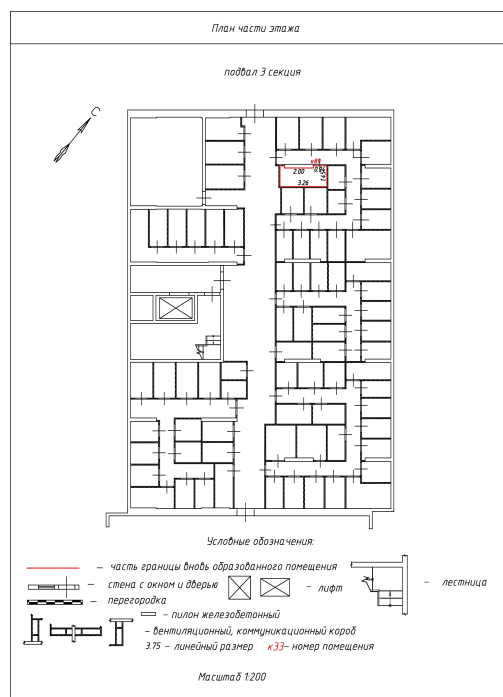 План части этажа
подвал 3 секция
С
2.00
3.26
Условные обозначения:
— часть границы вновь образованного помещения
— стена с окном и дверью
— лифт
— лестница
— перегородка
— пилон железобетонный
— вентиляционный, коммуникационный короб
3.75 — линейный размер к33— номер помещения
Масштаб 1:200